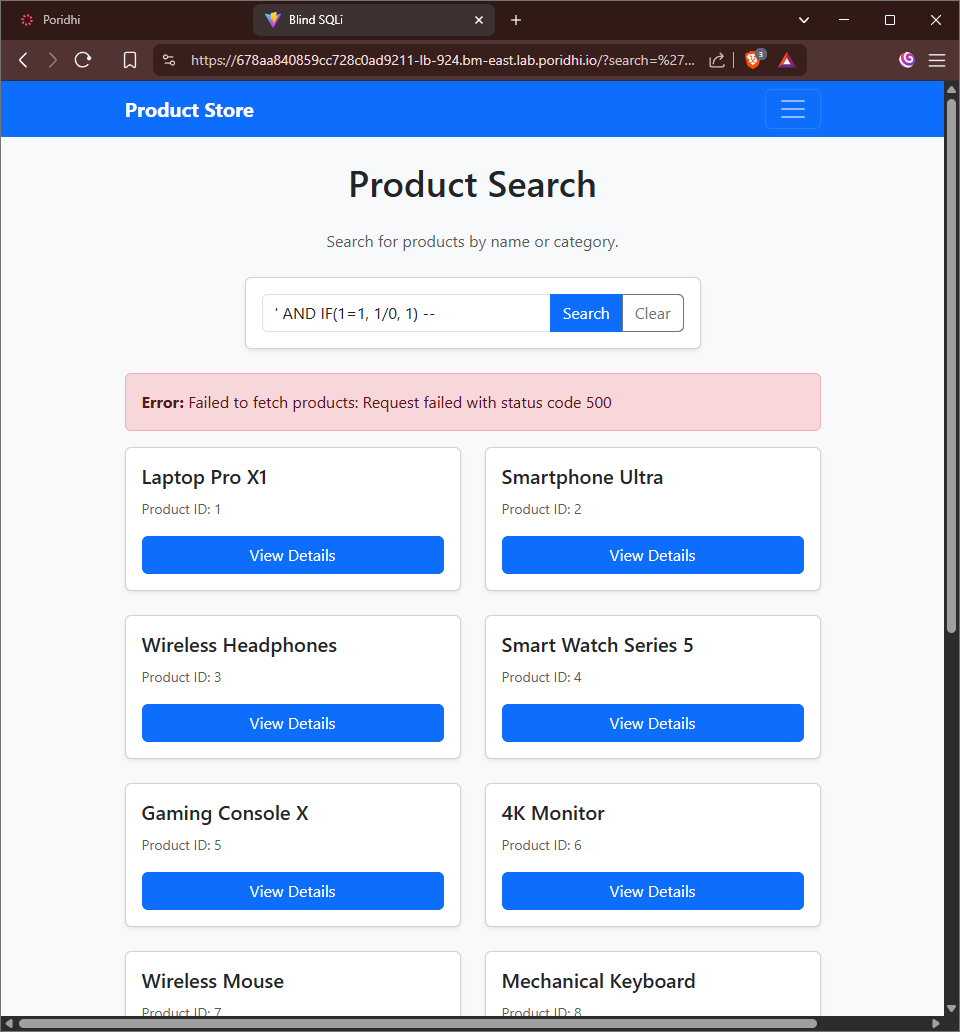 Poridhi
Blind SQLi
https://678aa840859cc728c0ad9211-lb-924.bm-east.lab.poridhi.io/?search=%27...
3
Product Store
Product Search
Search for products by name or category.
' AND IF(1=1, 1/0, 1) --
Search
Clear
Error: Failed to fetch products: Request failed with status code 500
Laptop Pro X1
Product ID: 1
View Details
Smartphone Ultra
Product ID: 2
View Details
Wireless Headphones
Product ID: 3
View Details
Smart Watch Series 5
Product ID: 4
View Details
Gaming Console X
Product ID: 5
View Details
4K Monitor
Product ID: 6
View Details
Wireless Mouse
Product ID: 7
Mechanical Keyboard
Product ID: 8